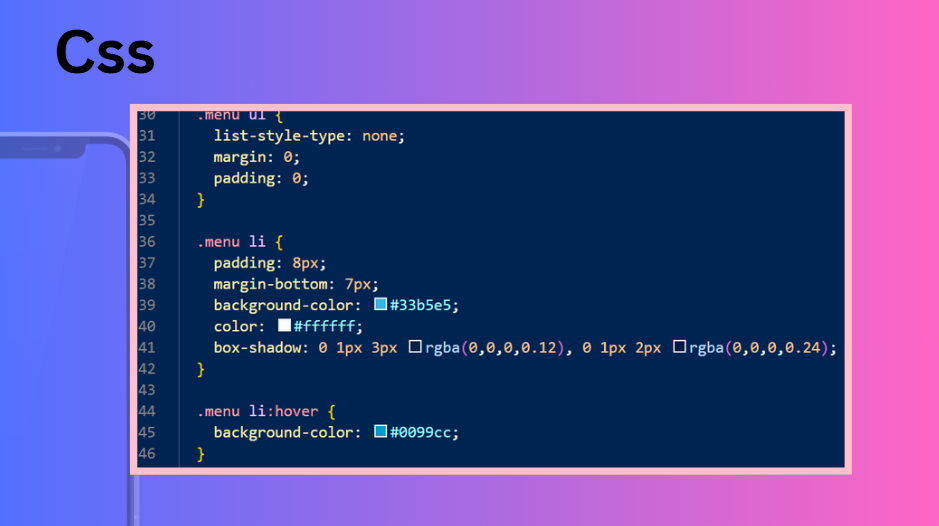 Css
30 .menu ul {
31 list-style-type: none;
32 margin: 0;
33 padding: 0;
34 }
35
36 .menu li {
37 padding: 8px;
38 margin-bottom: 7px;
39 background-color: #33b5e5;
40 color: #ffffff;
41 box-shadow: 0 1px 3px rgba(0,0,0,0.12), 0 1px 2px rgba(0,0,0,0.24);
42 }
43
44 .menu li:hover {
45 background-color: #0099cc;
46 }